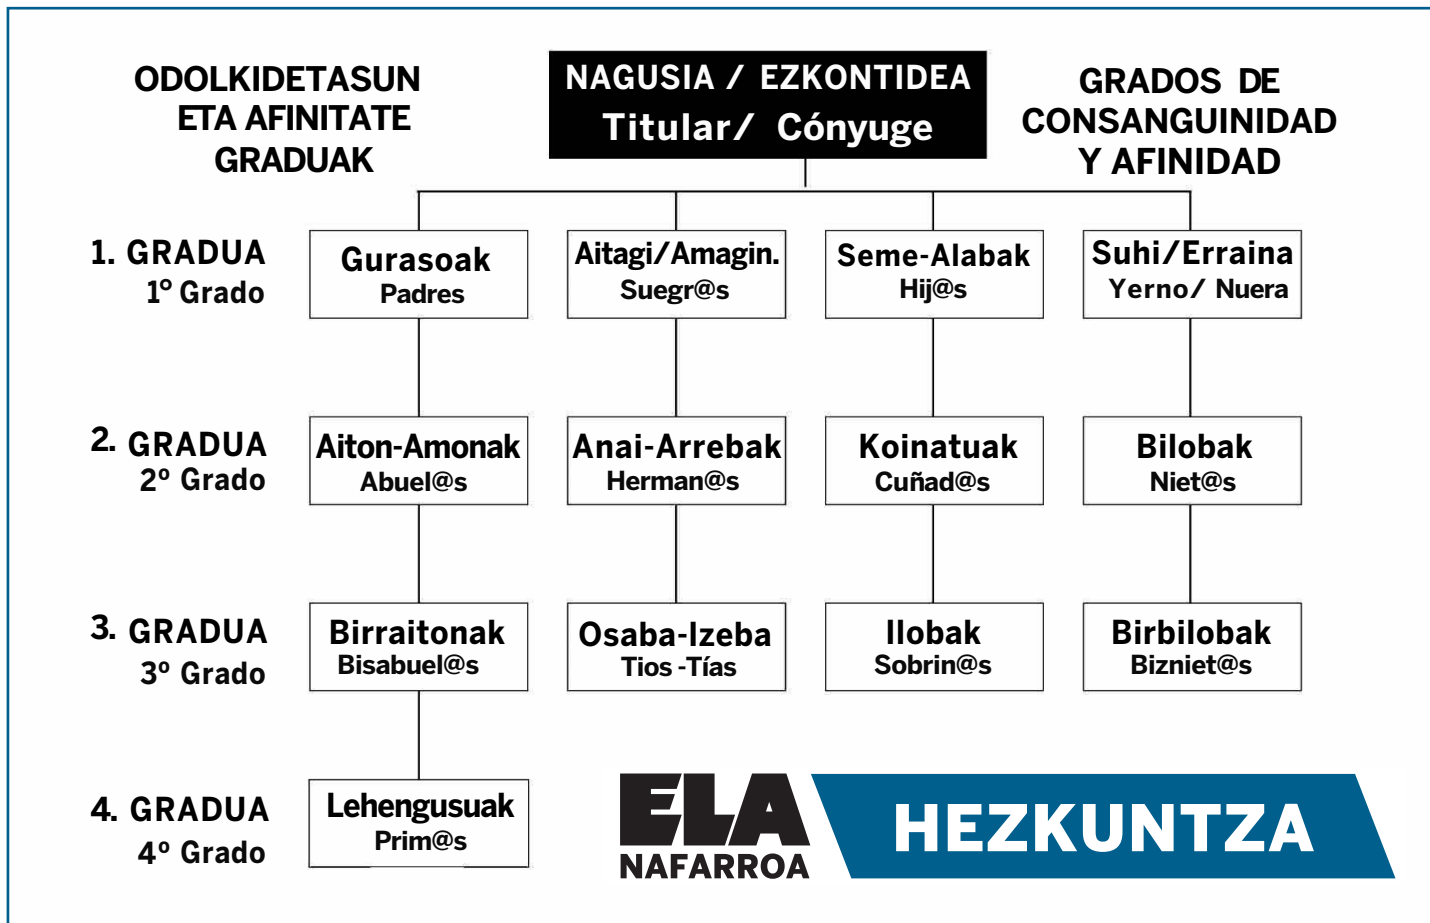 ODOLKIDETASUN
ETA AFINITATE
GRADUAK
NAGUSIA / EZKONTIDEA
Titular/ Cónyuge
GRADOS DE
CONSANGUINIDAD
Y AFINIDAD
1. GRADUA
1º Grado
Gurasoak
Padres
Aitagi/Amagin.
Suegr@s
Seme-Alabak
Hij@s
Suhi/Erraina
Yerno/ Nuera
2. GRADUA
2º Grado
Aiton-Amonak
Abuel@s
Anai-Arrebak
Herman@s
Koinatuak
Cuñad@s
Bilobak
Niet@s
3. GRADUA
3º Grado
Birraitonak
Bisabuel@s
Osaba-Izeba
Tios -Tías
Ilobak
Sobrin@s
Birbilobak
Bizniet@s
4. GRADUA
4º Grado
Lehengusuak
Prim@s
ELA
NAFARROA
HEZKUNTZA